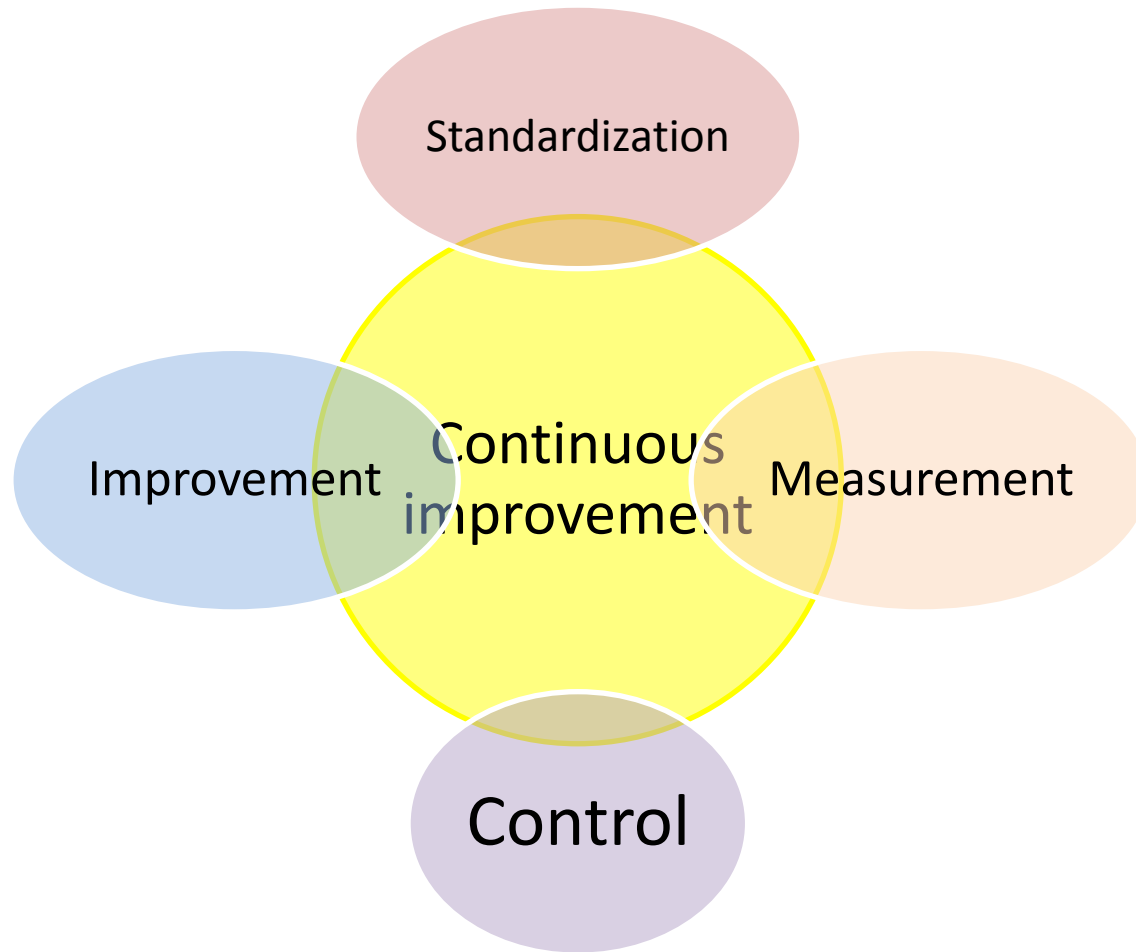 Standardization
Continuous
improvement
Improvement
Measurement
Control